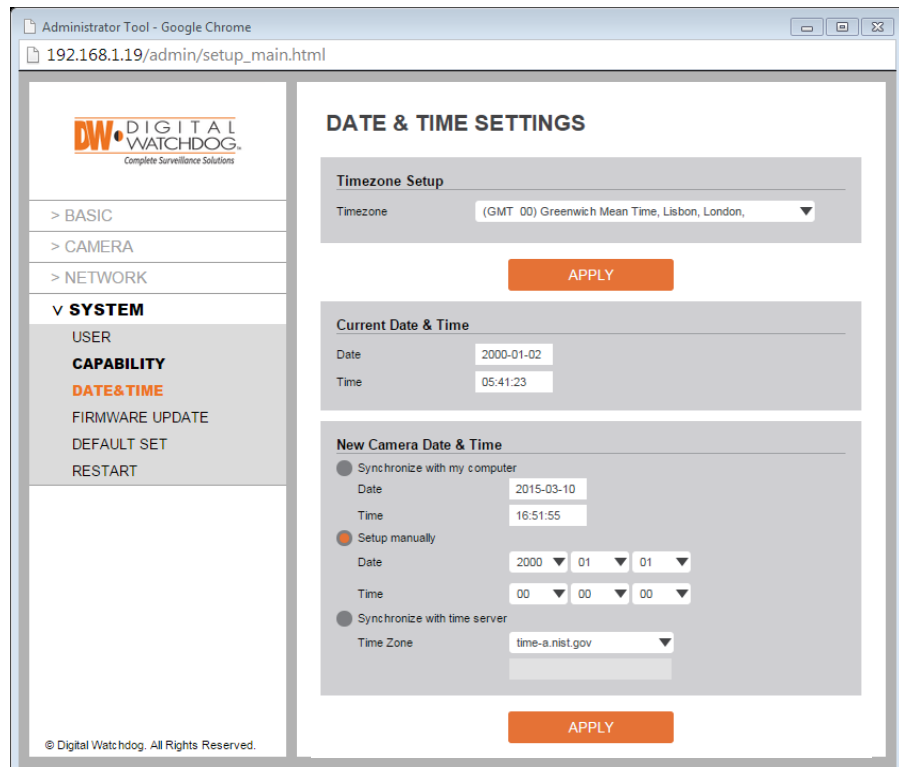 Administrator Tool - Google Chrome
192.168.1.19/admin/setup_main.html
DW DIGITAL
WATCHDOG
Complete Surveillance Solutions
> BASIC
> CAMERA
> NETWORK
v SYSTEM
USER
CAPABILITY
DATE&TIME
FIRMWARE UPDATE
DEFAULT SET
RESTART
© Digital Watchdog. All Rights Reserved.
DATE & TIME SETTINGS
Timezone Setup
Timezone (GMT 00) Greenwich Mean Time, Lisbon, London,
APPLY
Current Date & Time
Date 2000-01-02
Time 05:41:23
New Camera Date & Time
Synchronize with my computer
Date 2015-03-10
Time 16:51:55
Setup manually
Date 2000 01 01
Time 00 00 00
Synchronize with time server
Time Zone time-a.nist.gov
APPLY